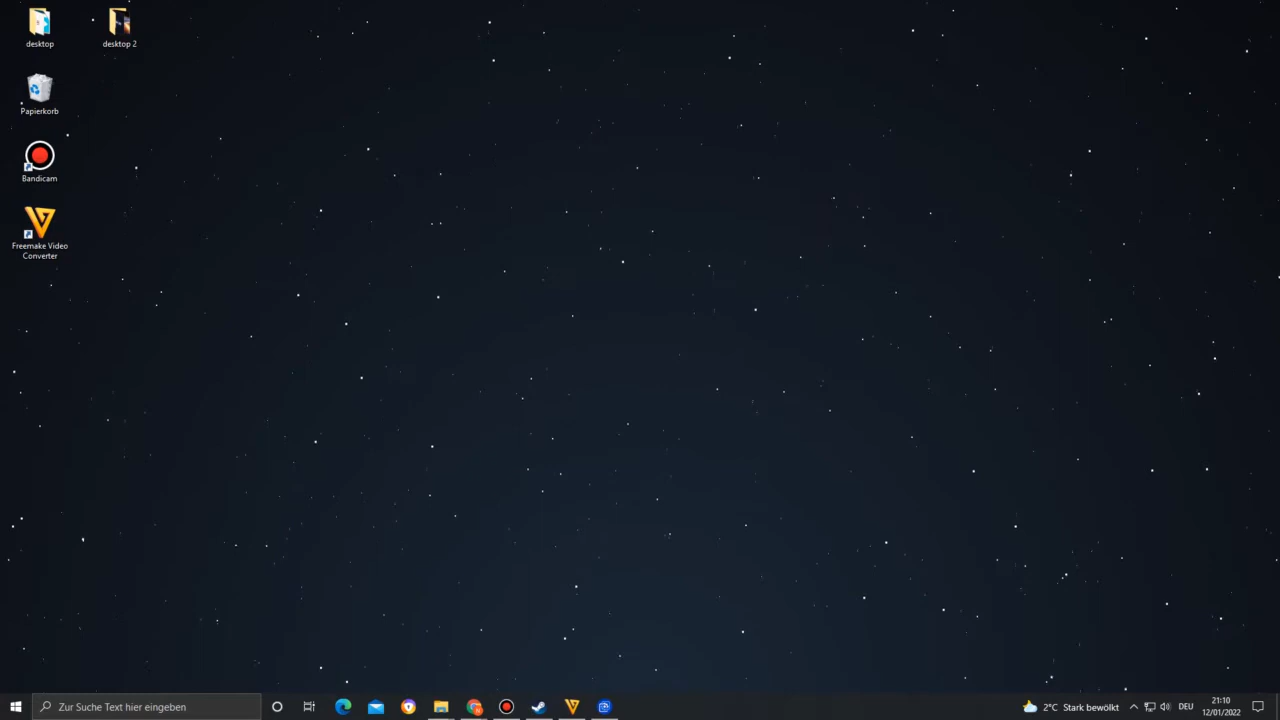 desktop
desktop 2
Papierkorb
Bandicam
Freemake Video
Converter
Zur Suche Text hier eingeben
2°C Stark bewölkt
DEU
21:10
12/01/2022